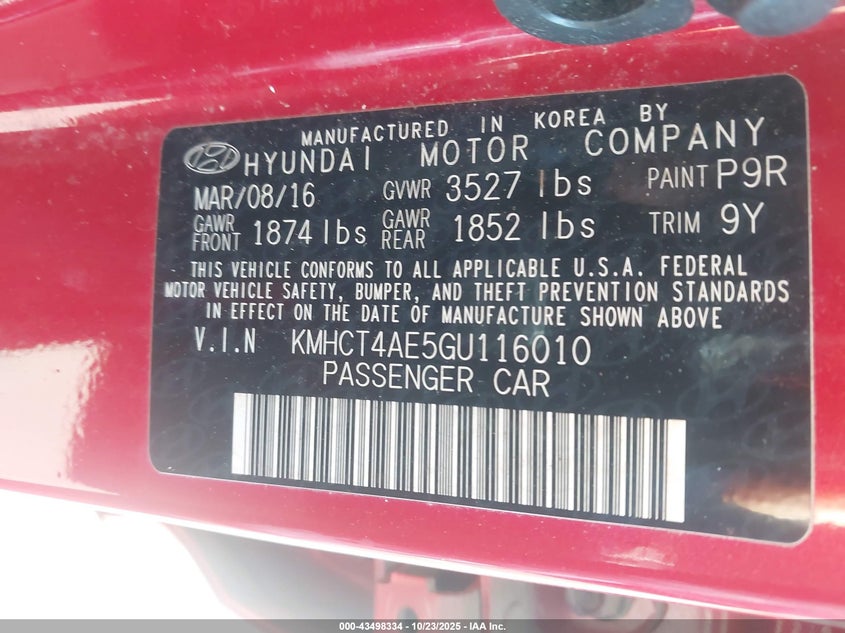 MANUFACTURED IN KOREA BY
HYUNDAI MOTOR COMPANY
MAR/08/16 GVWR 3527 lbs PAINT P9R
GAWR FRONT 1874 lbs GAWR REAR 1852 lbs TRIM 9Y
THIS VEHICLE CONFORMS TO ALL APPLICABLE U.S.A. FEDERAL
MOTOR VEHICLE SAFETY, BUMPER, AND THEFT PREVENTION STANDARDS
IN EFFECT ON THE DATE OF MANUFACTURE SHOWN ABOVE
V.I.N KMHCT4AE5GU116010
PASSENGER CAR
000-43498334 - 10/23/2025 - IAA Inc.